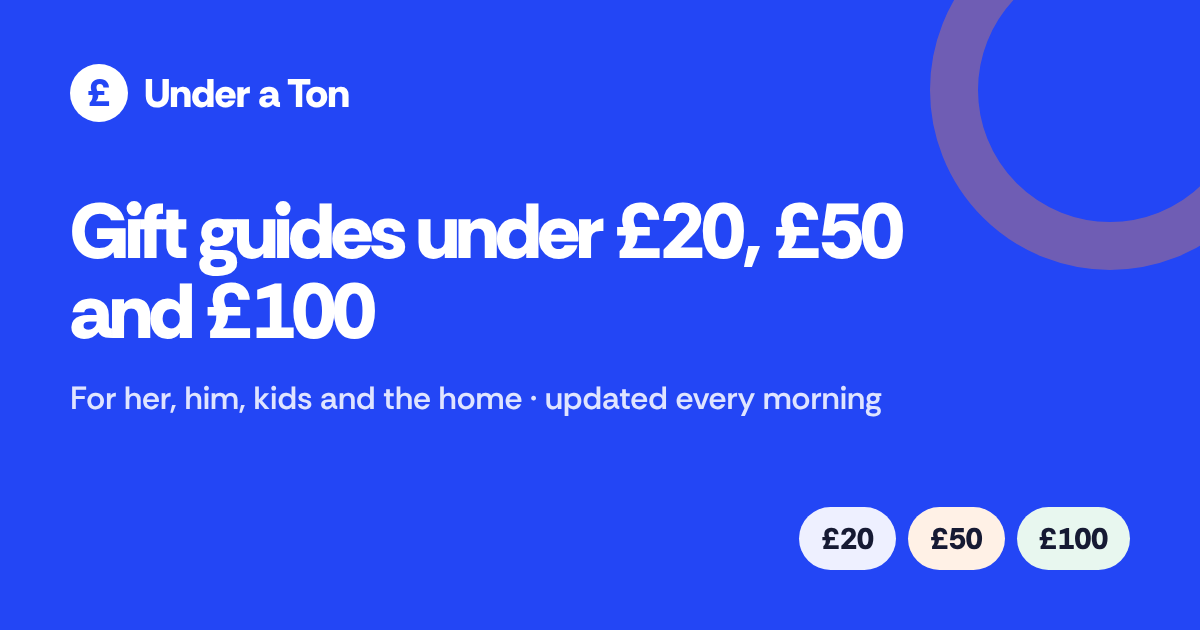 £ Under a Ton
Gift guides under £20, £50
and £100
For her, him, kids and the home · updated every morning
£20 £50 £100